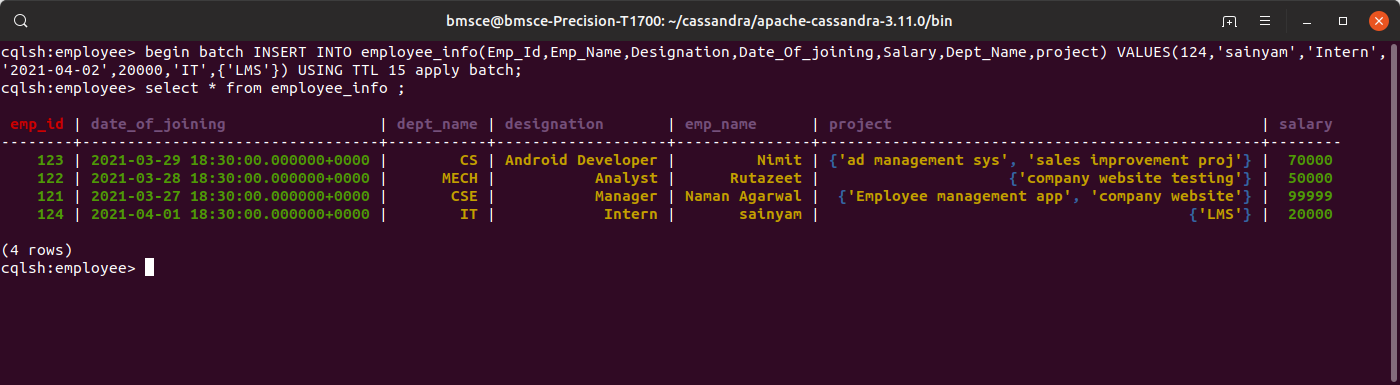 bmsce@bmsce-Precision-T1700: ~/cassandra/apache-cassandra-3.11.0/bin
cqlsh:employee> begin batch INSERT INTO employee_info(Emp_Id,Emp_Name,Designation,Date_Of_joining,Salary,Dept_Name,project) VALUES(124,'sainyam','Intern',
'2021-04-02',20000,'IT',{'LMS'}) USING TTL 15 apply batch;
cqlsh:employee> select * from employee_info ;
 emp_id | date_of_joining                 | dept_name | designation       | emp_name      | project                                        | salary
--------+---------------------------------+-----------+-------------------+---------------+------------------------------------------------+--------
    123 | 2021-03-29 18:30:00.000000+0000 |        CS | Android Developer |         Nimit | {'ad management sys', 'sales improvement proj'} |  70000
    122 | 2021-03-28 18:30:00.000000+0000 |      MECH |           Analyst |      Rutazeet |                     {'company website testing'} |  50000
    121 | 2021-03-27 18:30:00.000000+0000 |       CSE |           Manager | Naman Agarwal |  {'Employee management app', 'company website'} |  99999
    124 | 2021-04-01 18:30:00.000000+0000 |        IT |            Intern |       sainyam |                                         {'LMS'} |  20000
(4 rows)
cqlsh:employee>